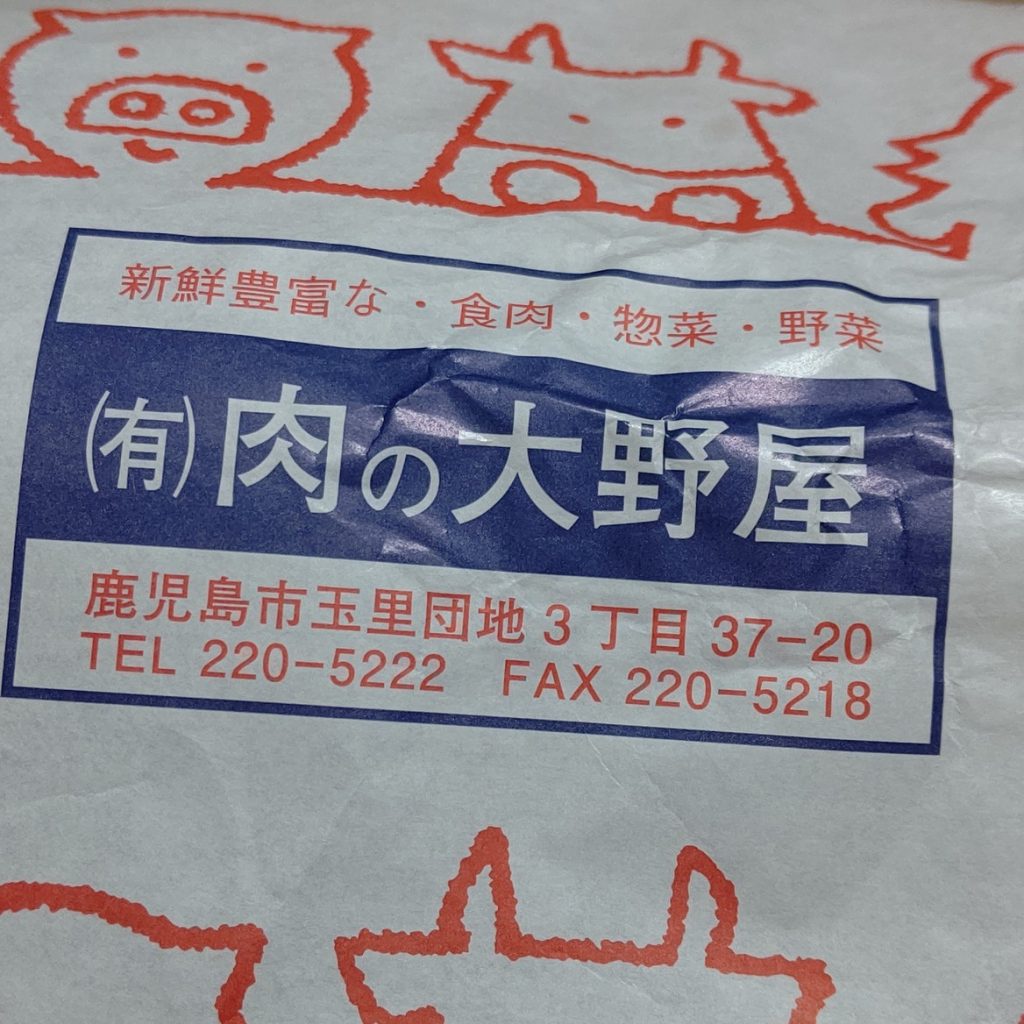 新鮮豊富な・食肉・惣菜・野菜
(有)肉の大野屋
鹿児島市玉里団地3丁目37-20
TEL 220-5222 FAX 220-5218